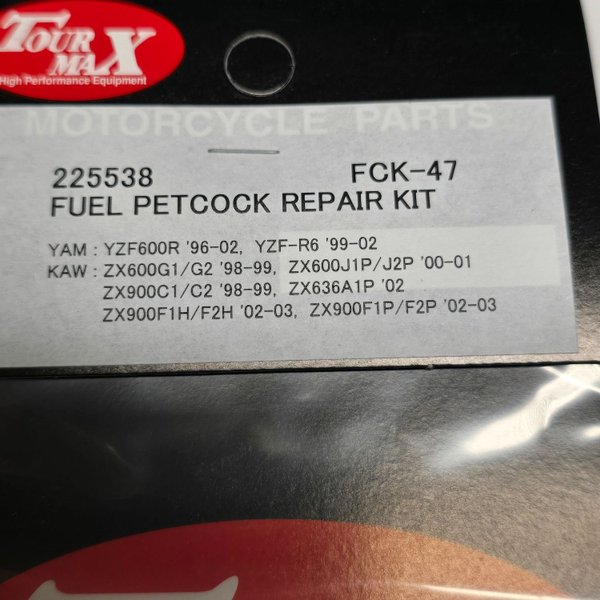 TOUR
MAX
High Performance Equipment
MOTORCYCLE PARTS
225538 FCK-47
FUEL PETCOCK REPAIR KIT
YAM : YZF600R '96-02, YZF-R6 '99-02
KAW : ZX600G1/G2 '98-99, ZX600J1P/J2P '00-01
ZX900C1/C2 '98-99, ZX636A1P '02
ZX900F1H/F2H '02-03, ZX900F1P/F2P '02-03